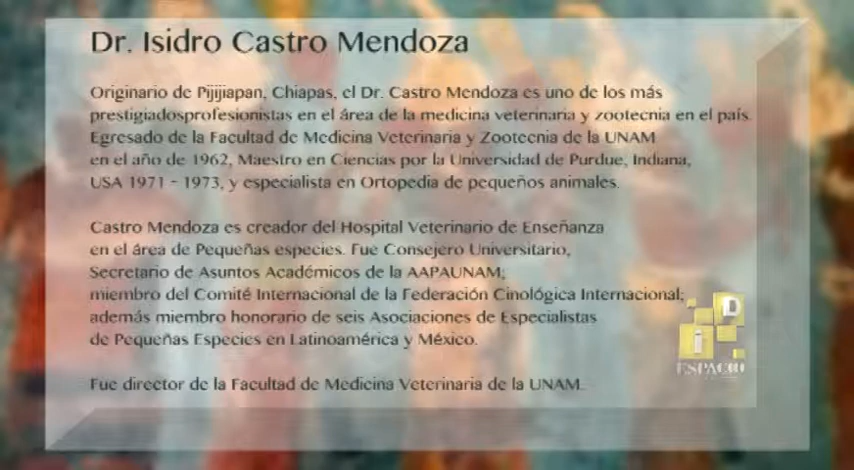 Dr. Isidro Castro Mendoza
Originario de Pijijiapan, Chiapas, el Dr. Castro Mendoza es uno de los más
prestigiadosprofesionistas en el área de la medicina veterinaria y zootecnia en el país.
Egresado de la Facultad de Medicina Veterinaria y Zootecnia de la UNAM
en el año de 1962, Maestro en Ciencias por la Universidad de Purdue, Indiana,
USA 1971 - 1973, y especialista en Ortopedia de pequeños animales.
Castro Mendoza es creador del Hospital Veterinario de Enseñanza
en el área de Pequeñas especies. Fue Consejero Universitario,
Secretario de Asuntos Académicos de la AAPAUNAM;
miembro del Comité Internacional de la Federación Cinológica Internacional;
además miembro honorario de seis Asociaciones de Especialistas
de Pequeñas Especies en Latinoamérica y México.
Fue director de la Facultad de Medicina Veterinaria de la UNAM.
D
i
ESPACIO